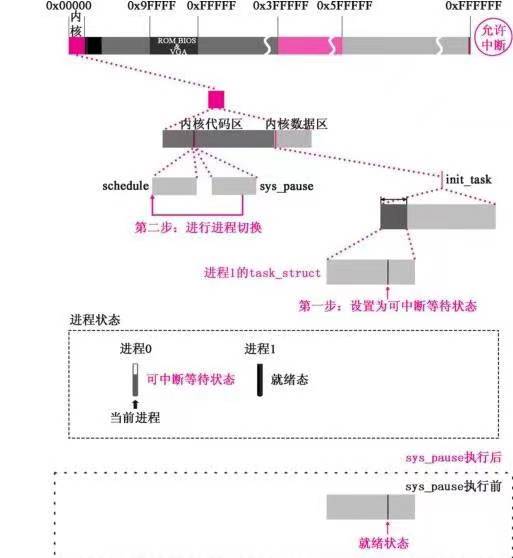 0x00000 0x9FFFF 0xFFFFF 0x3FFFFF 0x5FFFFF 0xFFFFFF
内核
ROM BIOS & VGA
允许中断
内核代码区 内核数据区
schedule sys_pause init_task
第二步：进行进程切换
进程1的task_struct
第一步：设置为可中断等待状态
进程状态
进程0 进程1
可中断等待状态 就绪态
当前进程
sys_pause执行后
sys_pause执行前
就绪状态